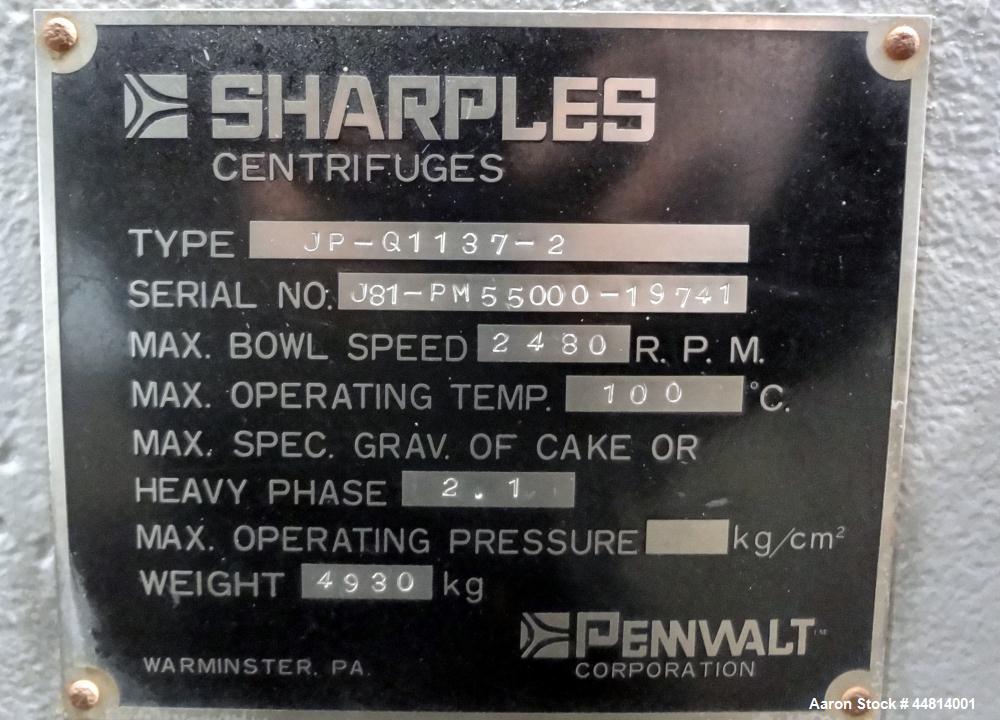 SHARPLES
CENTRIFUGES
TYPE JP-Q1137-2
SERIAL NO. J81-PM55000-19741
MAX. BOWL SPEED 2480 R. P. M.
MAX. OPERATING TEMP. 100 °C.
MAX. SPEC. GRAV. OF CAKE OR
HEAVY PHASE 2.1
MAX. OPERATING PRESSURE kg/cm²
WEIGHT 4930 kg
PENNWALT™
CORPORATION
WARMINSTER, PA.
Aaron Stock # 44814001